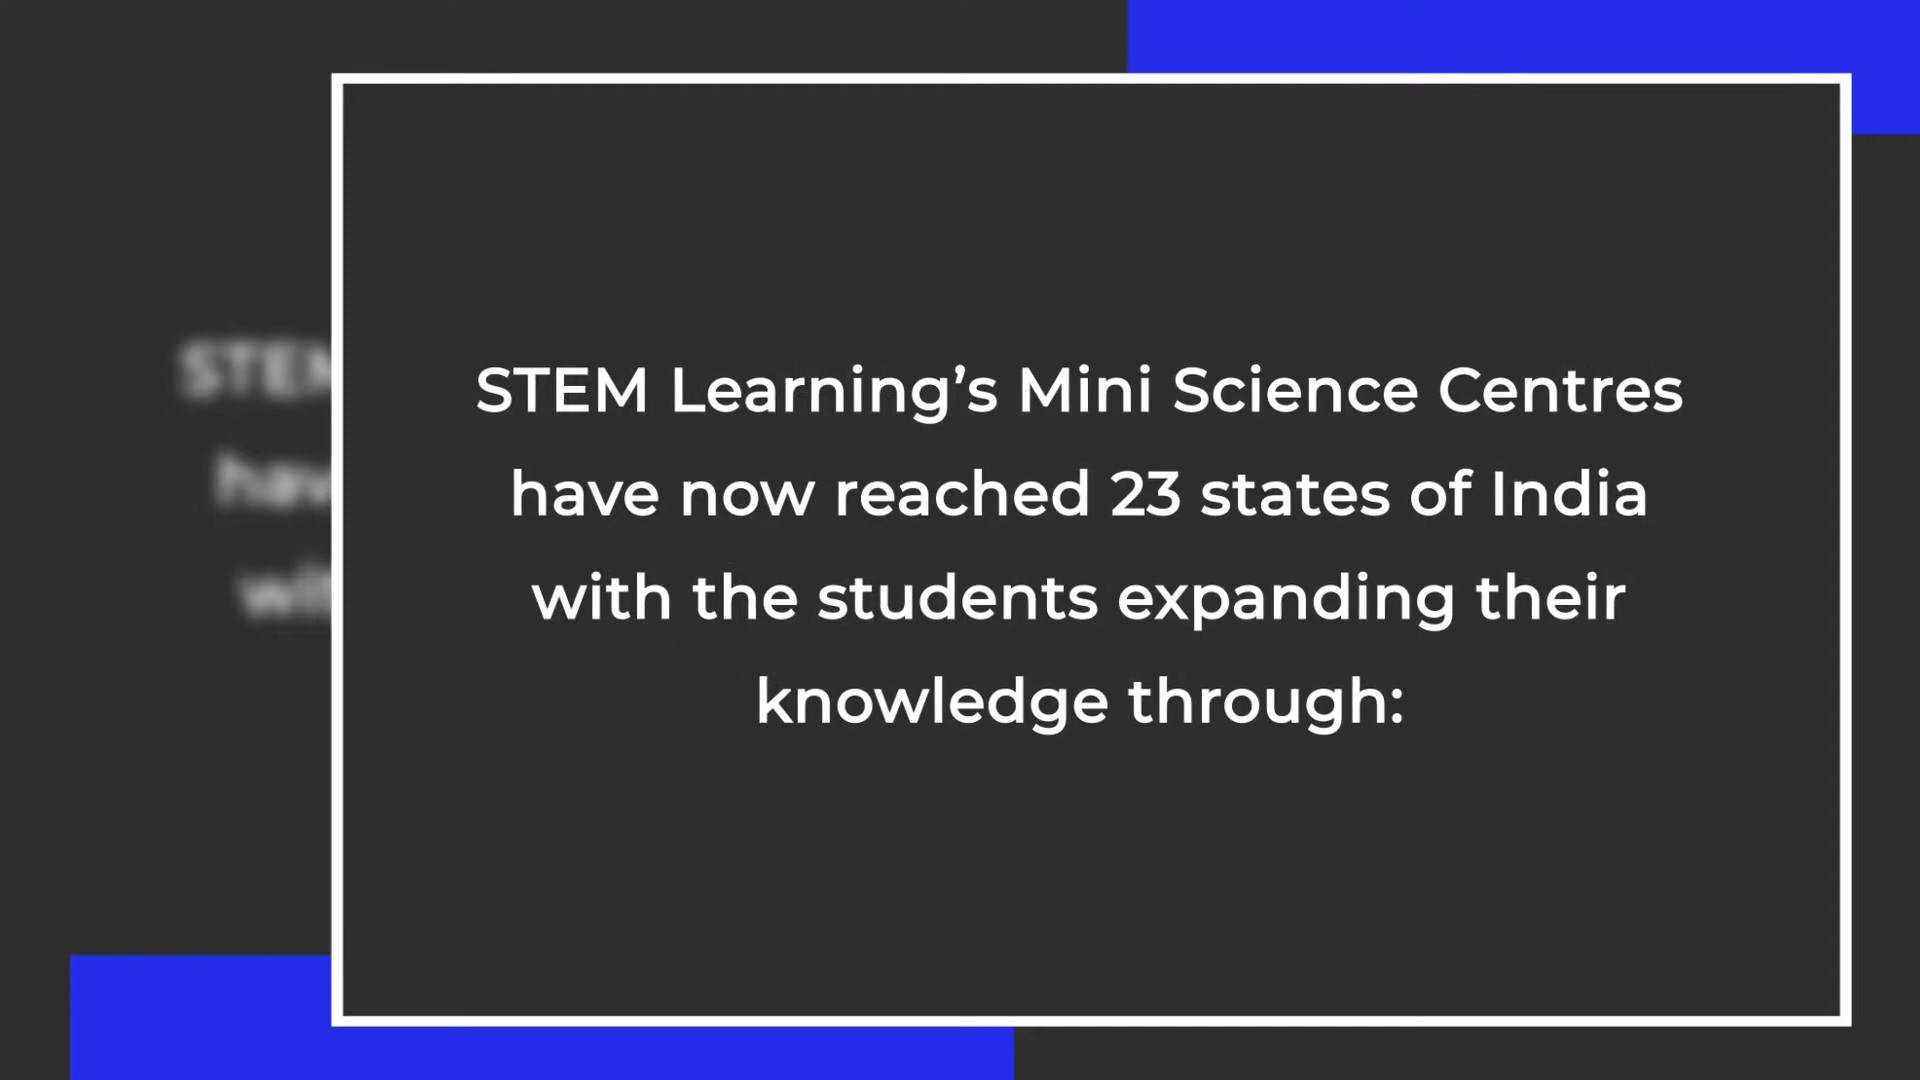 STEM Learning’s Mini Science Centres
have now reached 23 states of India
with the students expanding their
knowledge through: